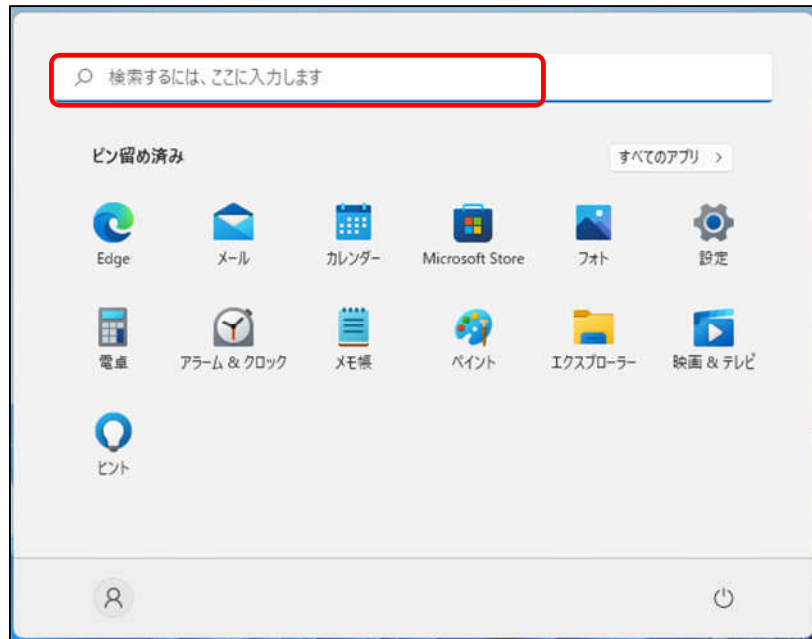 検索するには、ここに入力します
ピン留め済み
すべてのアプリ >
Edge
メール
カレンダー
Microsoft Store
フォト
設定
電卓
アラーム & クロック
メモ帳
ペイント
エクスプローラー
映画 & テレビ
ヒント